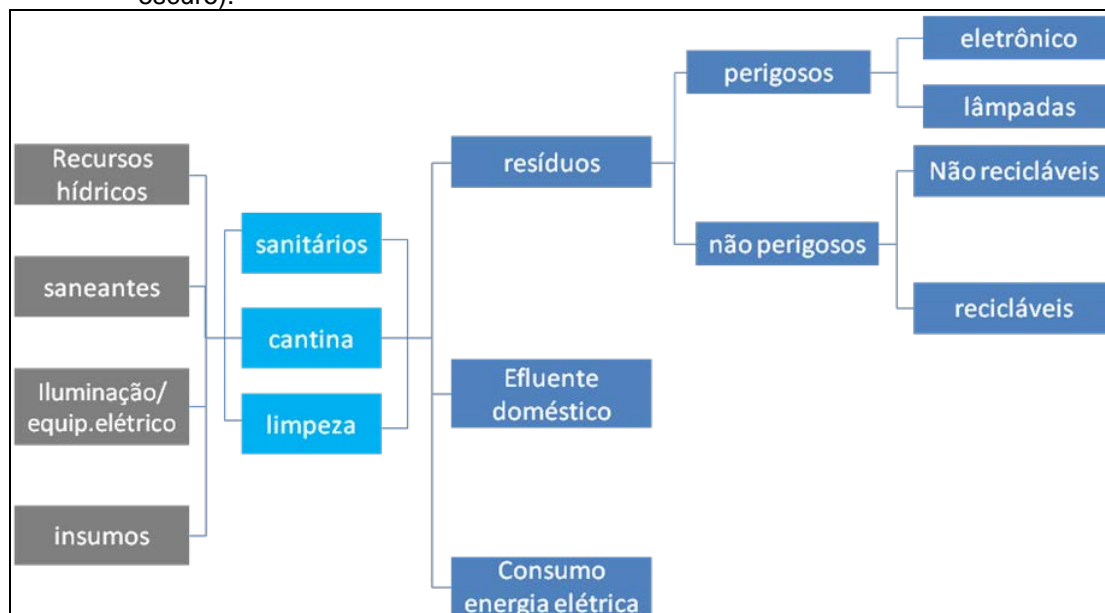 oscuro).
Recursos
hídricos
saneantes
Iluminação/
equip.elétrico
insumos
sanitários
cantina
limpeza
resíduos
Efluente
doméstico
Consumo
energia elétrica
perigosos
não perigosos
eletrônico
lâmpadas
Não recicláveis
recicláveis